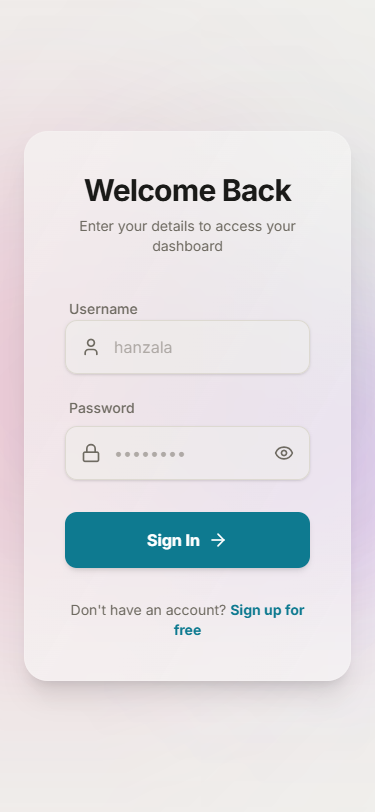 Welcome Back
Enter your details to access your
dashboard
Username
hanzala
Password
••••••••
Sign In →
Don't have an account? Sign up for
free